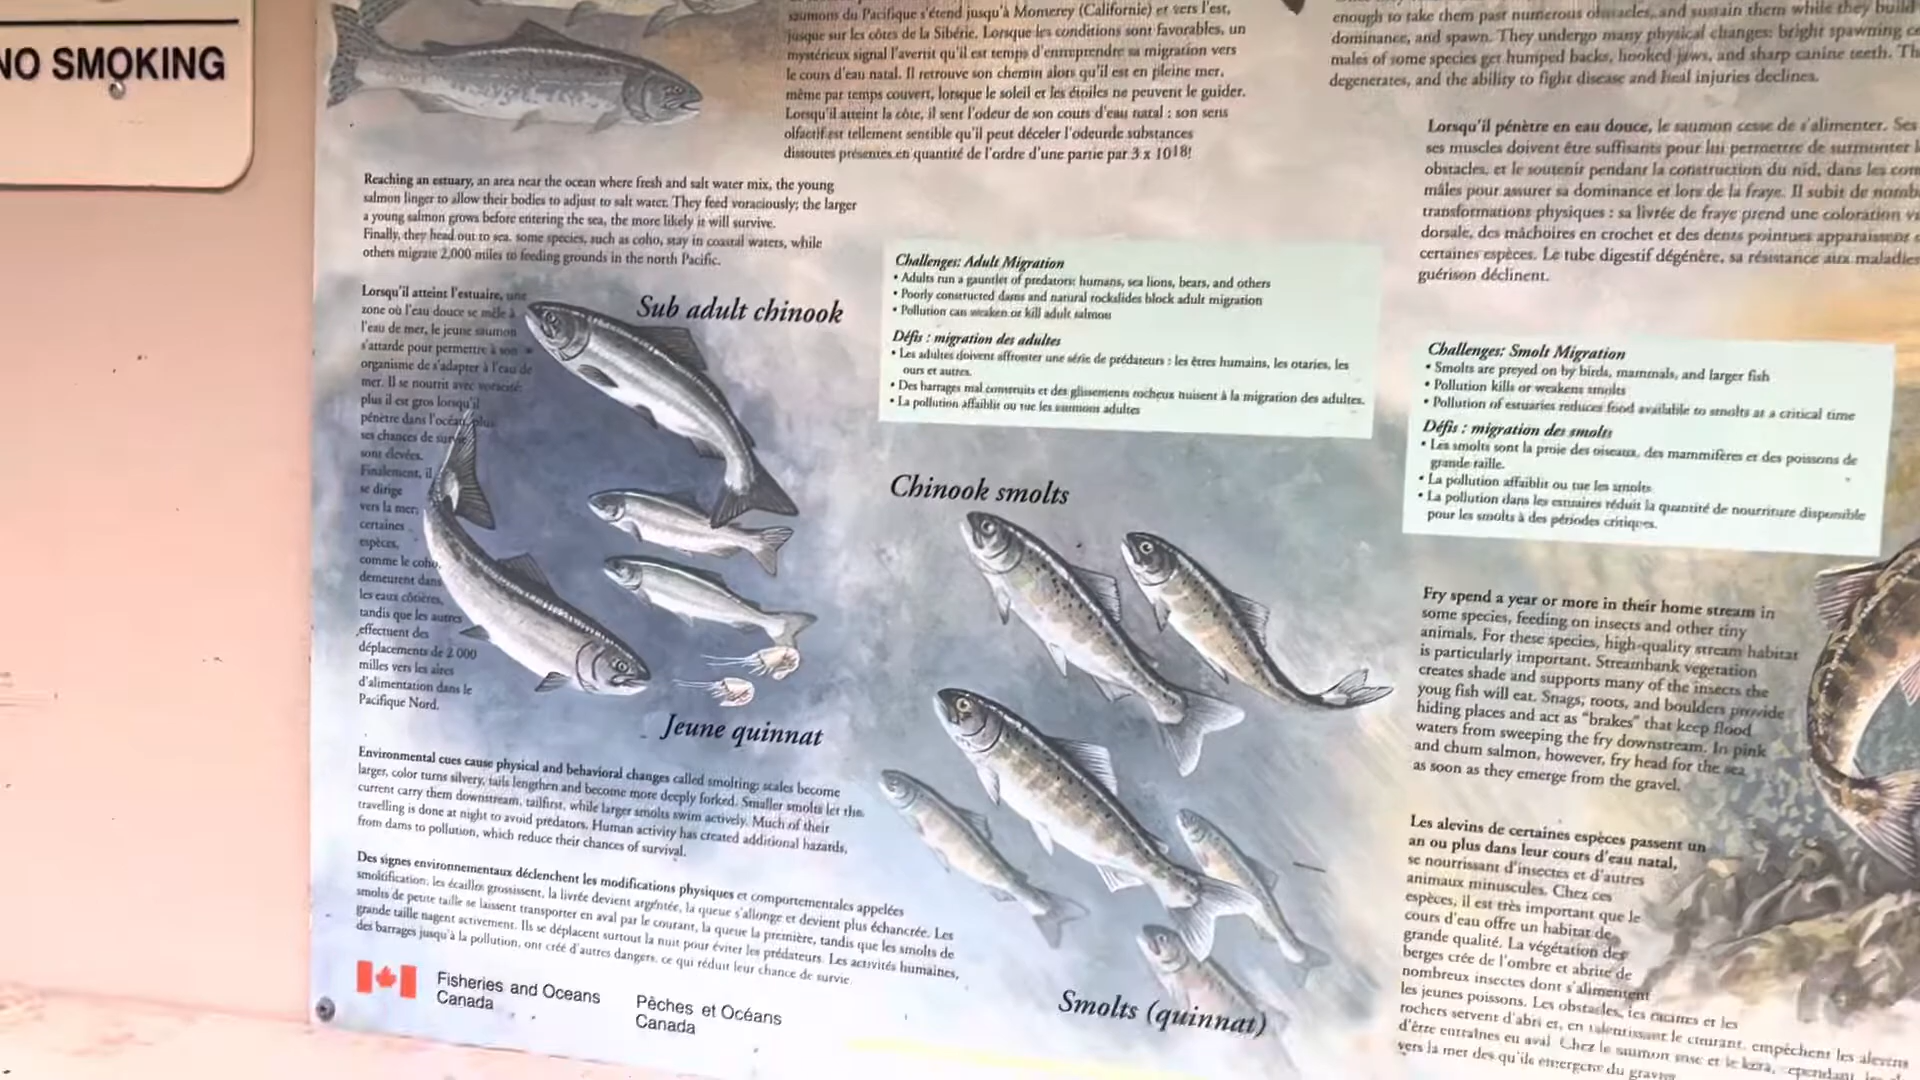 NO SMOKING
saumons du Pacifique s'étend jusqu'à Monterey (Californie) et vers l'est,
jusque sur les côtes de la Sibérie. Lorsque les conditions sont favorables, un
mystérieux signal l'avertit qu'il est temps d'entreprendre sa migration vers
le cours d'eau natal. Il retrouve son chemin alors qu'il est en pleine mer,
même par temps couvert, lorsque le soleil et les étoiles ne peuvent le guider.
Lorsqu'il atteint la côte, il sent l'odeur de son cours d'eau natal : son sens
olfactif est tellement sentible qu'il peut déceler l'odeurde substances
dissoutes présentes en quantité de l'ordre d'une partie par 3 x 1018!
enough to take them past numerous obstacles, and sustain them while they build
dominance, and spawn. They undergo many physical changes: bright spawning
males of some species get humped backs, hooked jaws, and sharp canine teeth.
degenerates, and the ability to fight disease and heal injuries declines.
Lorsqu'il pénètre en eau douce, le saumon cesse de s'alimenter. Ses
ses muscles doivent être suffisants pour lui permettre de surmonter
obstacles, et le soutenir pendant la construction du nid, dans les
mâles pour assurer sa dominance et lors de la fraye. Il subit de
transformations physiques : sa livrée de fraye prend une coloration
dorsale, des mâchoires en crochet et des dents pointues apparaissent
certaines espèces. Le tube digestif dégénère, sa résistance aux maladies
guérison déclinent.
Reaching an estuary, an area near the ocean where fresh and salt water mix, the young
salmon linger to allow their bodies to adjust to salt water. They feed voraciously; the larger
a young salmon grows before entering the sea, the more likely it will survive.
Finally, they head out to sea. some species, such as coho, stay in coastal waters, while
others migrate 2,000 miles to feeding grounds in the north Pacific.
Lorsqu'il atteint l'estuaire, une
zone où l'eau douce se mêle à
l'eau de mer, le jeune saumon
s'attarde pour permettre à son
organisme de s'adapter à l'eau de
mer. Il se nourrit avec voracité;
plus il est gros lorsqu'il
pénètre dans l'océan, plus
ses chances de survie
sont élevées.
Finalement, il
se dirige
vers la mer;
certaines
espèces,
comme le coho,
demeurent dans
les eaux côtières,
tandis que les autres
effectuent des
déplacements de 2 000
milles vers les aires
d'alimentation dans le
Pacifique Nord.
Sub adult chinook
Jeune quinnat
Challenges: Adult Migration
• Adults run a gauntlet of predators: humans, sea lions, bears, and others
• Poorly constructed dams and natural rockslides block adult migration
• Pollution can weaken or kill adult salmon
Défis : migration des adultes
• Les adultes doivent affronter une série de prédateurs : les êtres humains, les otaries, les
ours et autres.
• Des barrages mal construits et des glissements rocheux nuisent à la migration des adultes.
• La pollution affaiblit ou tue les saumons adultes
Challenges: Smolt Migration
• Smolts are preyed on by birds, mammals, and larger fish
• Pollution kills or weakens smolts
• Pollution of estuaries reduces food available to smolts at a critical time
Défis : migration des smolts
• Les smolts sont la proie des oiseaux, des mammifères et des poissons de
grande taille.
• La pollution affaiblit ou tue les smolts
• La pollution dans les estuaires réduit la quantité de nourriture disponible
pour les smolts à des périodes critiques.
Chinook smolts
Smolts (quinnat)
Environmental cues cause physical and behavioral changes called smolting; scales become
larger, color turns silvery, tails lengthen and become more deeply forked. Smaller smolts let the
current carry them downstream, tailfirst, while larger smolts swim actively. Much of their
travelling is done at night to avoid predators. Human activity has created additional hazards,
from dams to pollution, which reduce their chances of survival.
Des signes environnementaux déclenchent les modifications physiques et comportementales appelées
smoltification; les écailles grossissent, la livrée devient argentée, la queue s'allonge et devient plus échancrée. Les
smolts de petite taille se laissent transporter en aval par le courant, la queue la première, tandis que les smolts de
grande taille nagent activement. Ils se déplacent surtout la nuit pour éviter les prédateurs. Les activités humaines,
des barrages jusqu'à la pollution, ont créé d'autres dangers, ce qui réduit leur chance de survie.
Fry spend a year or more in their home stream in
some species, feeding on insects and other tiny
animals. For these species, high-quality stream habitat
is particularly important. Streambank vegetation
creates shade and supports many of the insects the
youg fish will eat. Snags, roots, and boulders provide
hiding places and act as "brakes" that keep flood
waters from sweeping the fry downstream. In pink
and chum salmon, however, fry head for the sea
as soon as they emerge from the gravel.
Les alevins de certaines espèces passent un
an ou plus dans leur cours d'eau natal,
se nourrissant d'insectes et d'autres
animaux minuscules. Chez ces
espèces, il est très important que le
cours d'eau offre un habitat de
grande qualité. La végétation des
berges crée de l'ombre et abrite de
nombreux insectes dont s'alimentent
les jeunes poissons. Les obstacles, les racines et les
rochers servent d'abri et, en ralentissant le courant, empêchent les alevins
d'être entraînés en aval. Chez le saumon rose et le keta, cependant,
vers la mer dès qu'ils émergent du gravier
Fisheries and Oceans
Canada
Pêches et Océans
Canada